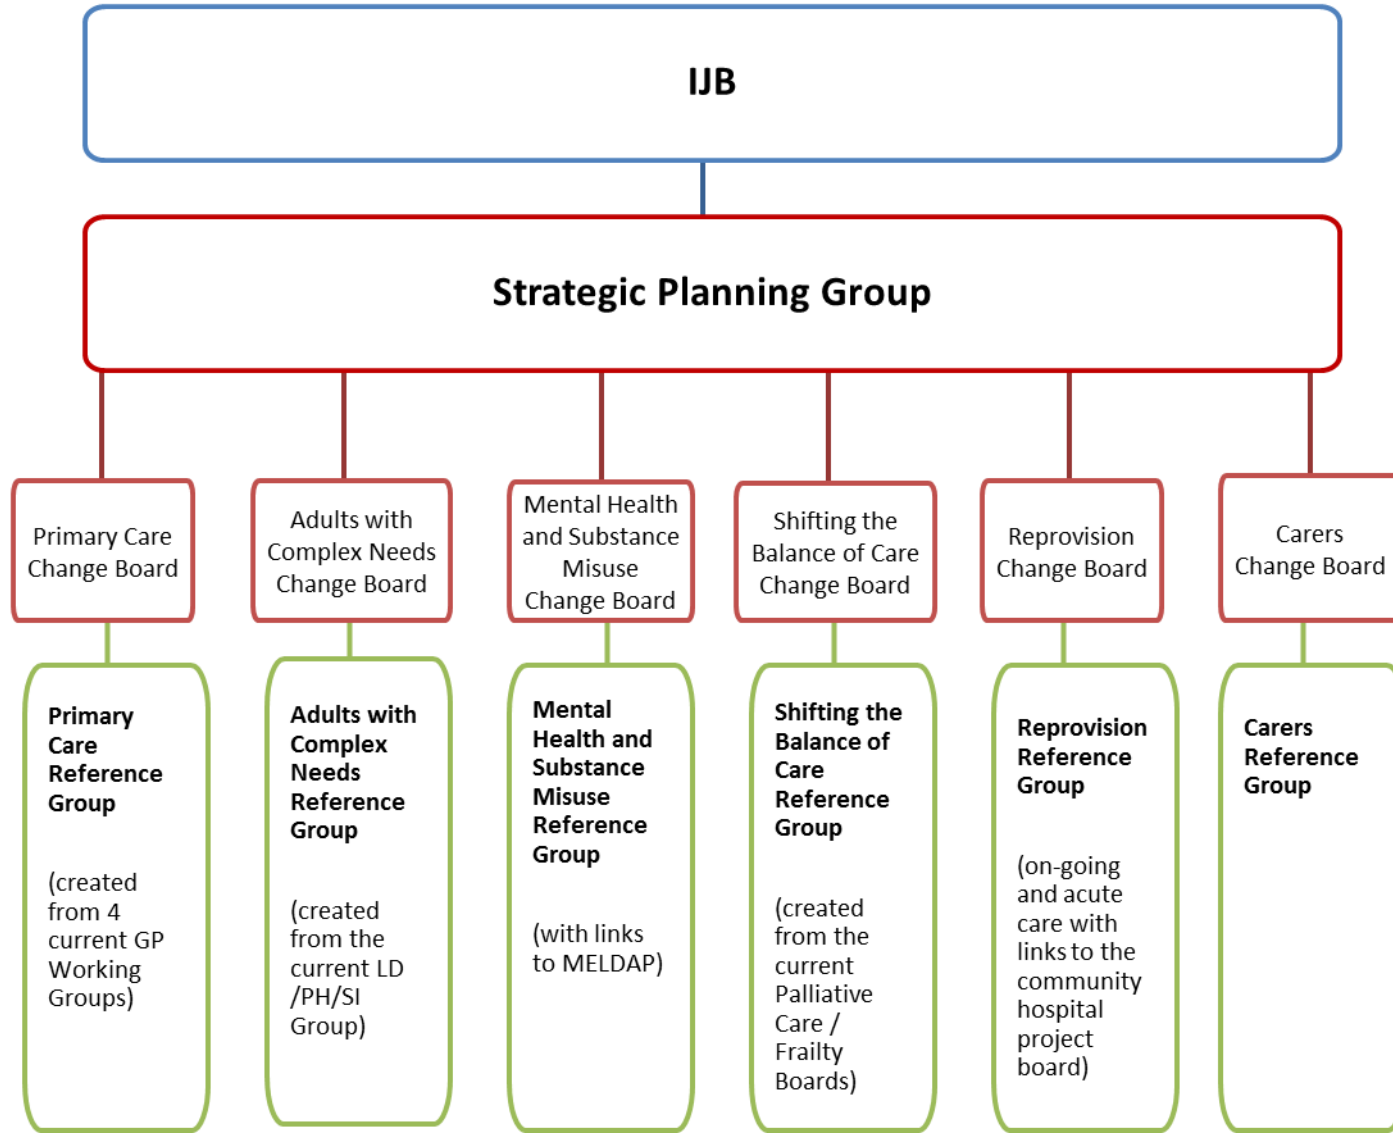 IJB
Strategic Planning Group
Primary Care
Change Board
Adults with
Complex Needs
Change Board
Mental Health
and Substance
Misuse
Change Board
Shifting the
Balance of Care
Change Board
Reprovision
Change Board
Carers
Change Board
Primary
Care
Reference
Group
(created
from 4
current GP
Working
Groups)
Adults with
Complex
Needs
Reference
Group
(created
from the
current LD
/PH/SI
Group)
Mental
Health and
Substance
Misuse
Reference
Group
(with links
to MELDAP)
Shifting the
Balance of
Care
Reference
Group
(created
from the
current
Palliative
Care /
Frailty
Boards)
Reprovision
Reference
Group
(on-going
and acute
care with
links to the
community
hospital
project
board)
Carers
Reference
Group